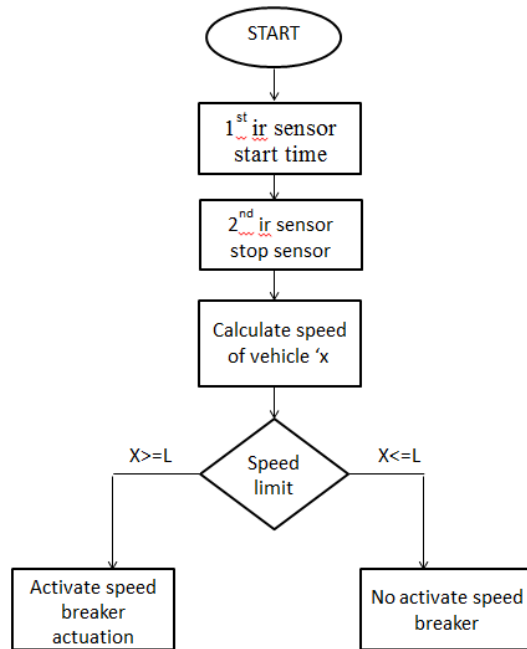 START
1st ir sensor
start time
2nd ir sensor
stop sensor
Calculate speed
of vehicle ‘x
Speed
limit
X>=L
X<=L
Activate speed
breaker
actuation
No activate speed
breaker